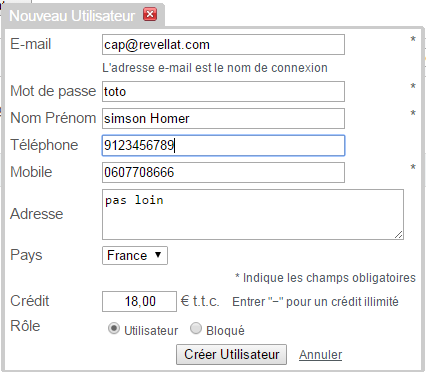 Nouveau Utilisateur
E-mail cap@revellat.com *
L'adresse e-mail est le nom de connexion
Mot de passe toto *
Nom Prénom simson Homer *
Téléphone 9123456789
Mobile 0607708666 *
Adresse pas loin
Pays France
* Indique les champs obligatoires
Crédit 18,00 € t.t.c. Entrer "−" pour un crédit illimité
Rôle Utilisateur Bloqué
Créer Utilisateur Annuler